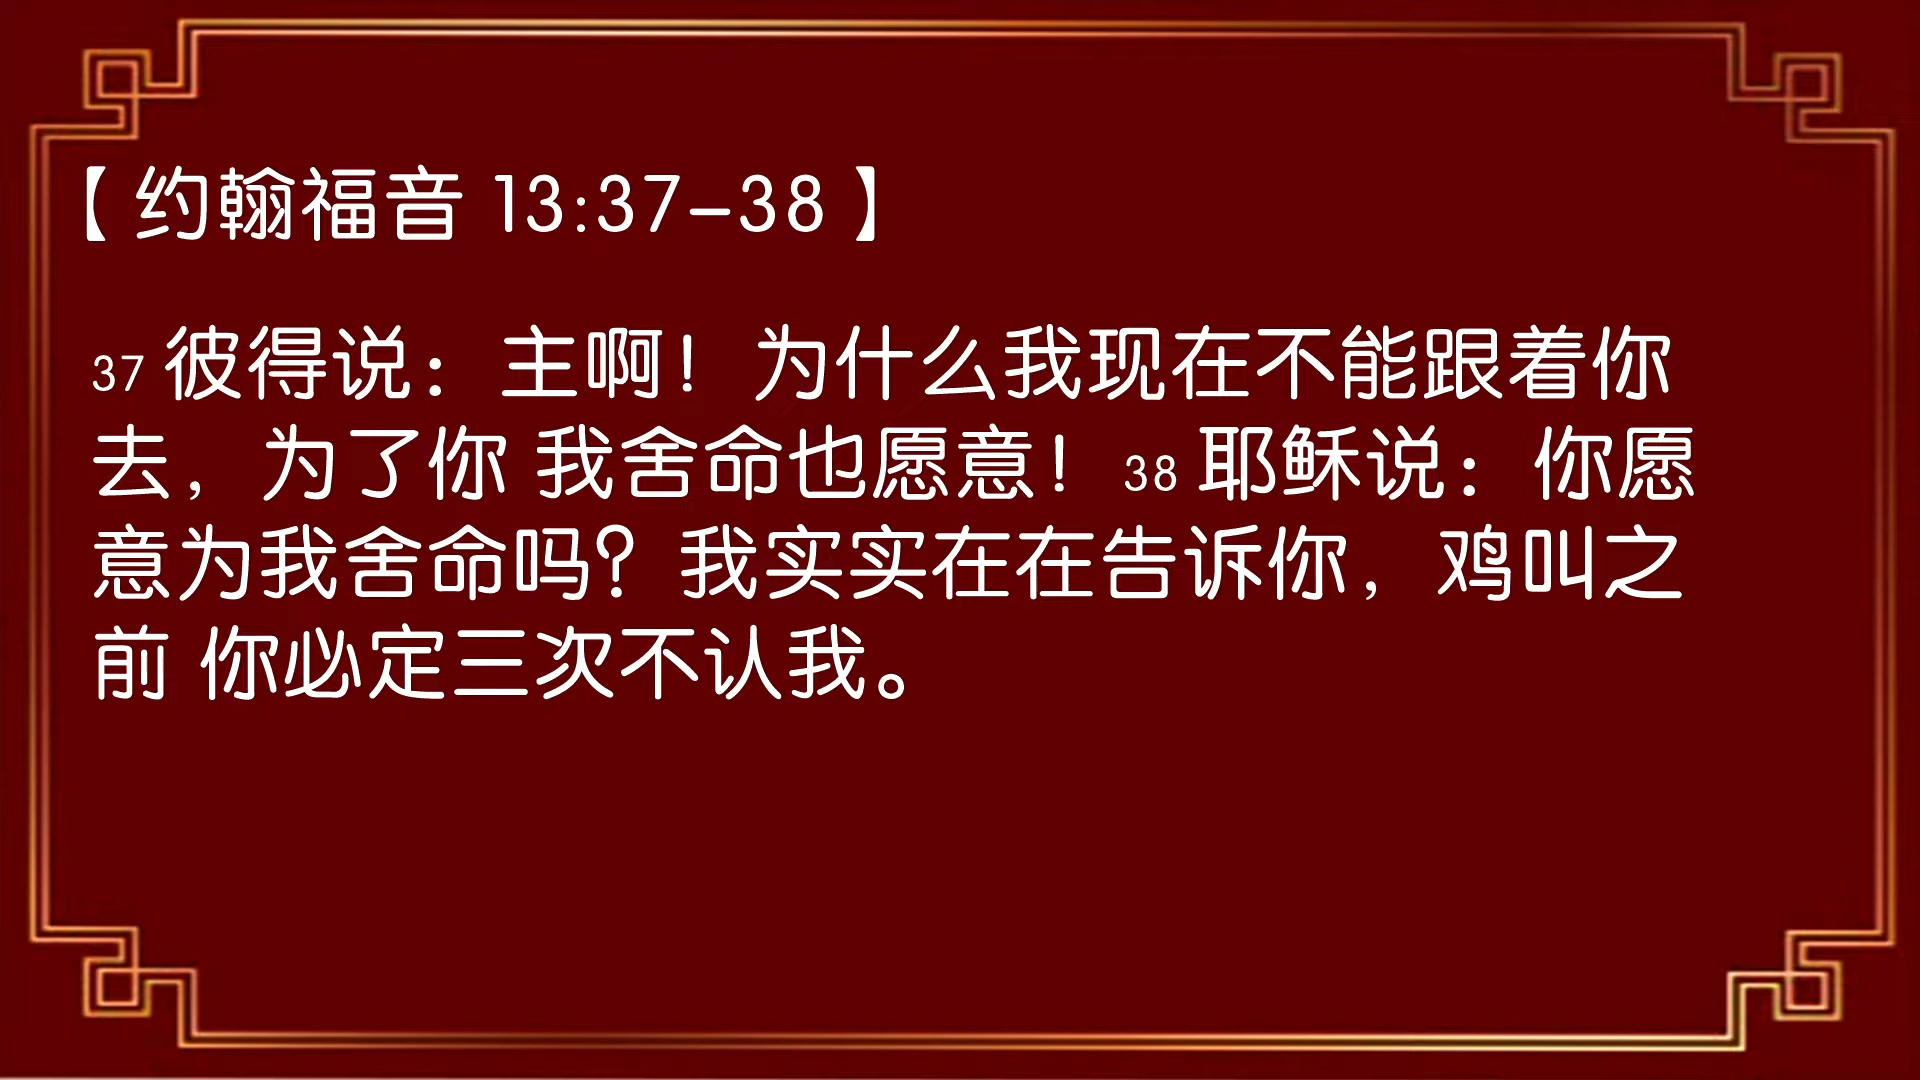 【约翰福音 13:37-38】
37 彼得说：主啊！为什么我现在不能跟着你
去，为了你 我舍命也愿意！ 38 耶稣说：你愿
意为我舍命吗？我实实在在告诉你，鸡叫之
前 你必定三次不认我。